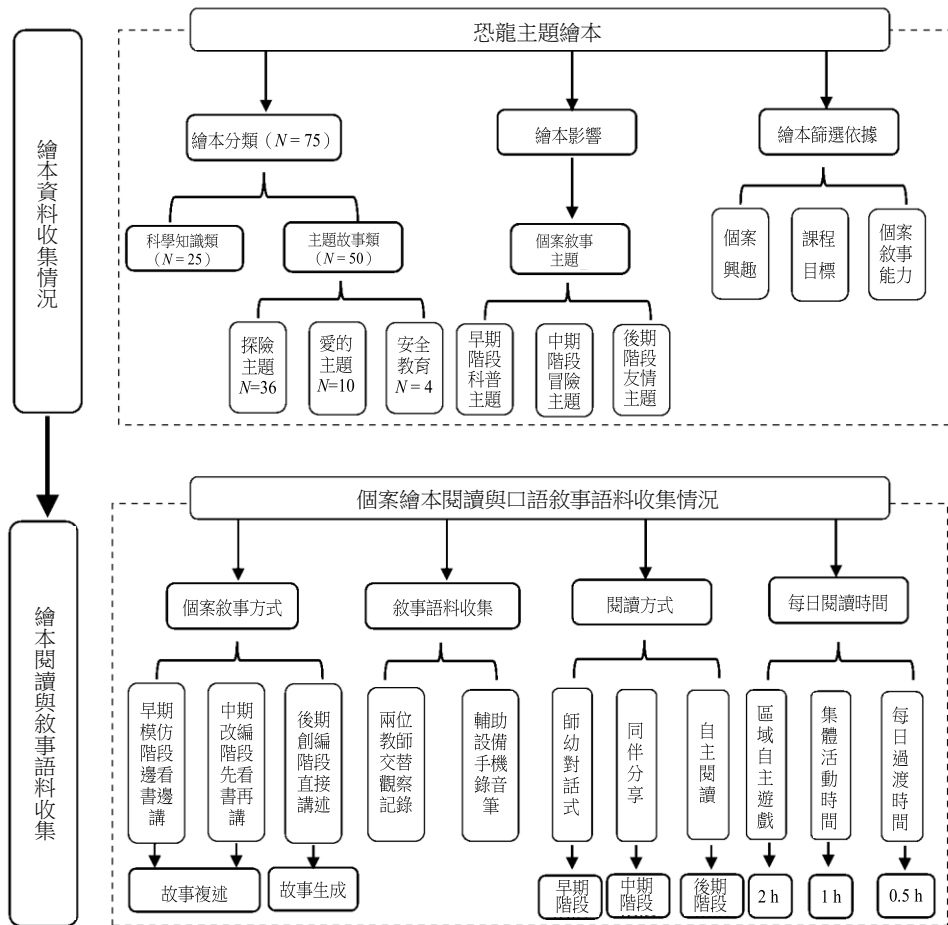 繪本資料收集情況
恐龍主題繪本
繪本分類（N = 75）
繪本影響
繪本篩選依據
科學知識類
（N = 25）
主題故事類
（N = 50）
個案敘事
主題
個案
興趣
課程
目標
個案
敘事
能力
探險
主題
N=36
愛的
主題
N=10
安全
教育
N = 4
早期
階段
科普
主題
中期
階段
冒險
主題
後期
階段
友情
主題
繪本閱讀與敘事語料收集
個案繪本閱讀與口語敘事語料收集情況
個案敘事方式
敘事語料收集
閱讀方式
每日閱讀時間
早期
模仿
階段
邊看
書邊
講
中期
改編
階段
先看
書再
講
後期
創編
階段
直接
講述
兩位
教師
交替
觀察
記錄
輔助
設備
手機
錄音
筆
師幼對話式
同伴分享
自主閱讀
區域自主遊戲
集體活動時間
每日過渡時間
故事複述
故事生成
早期
階段
中期
階段
後期
階段
2 h
1 h
0.5 h